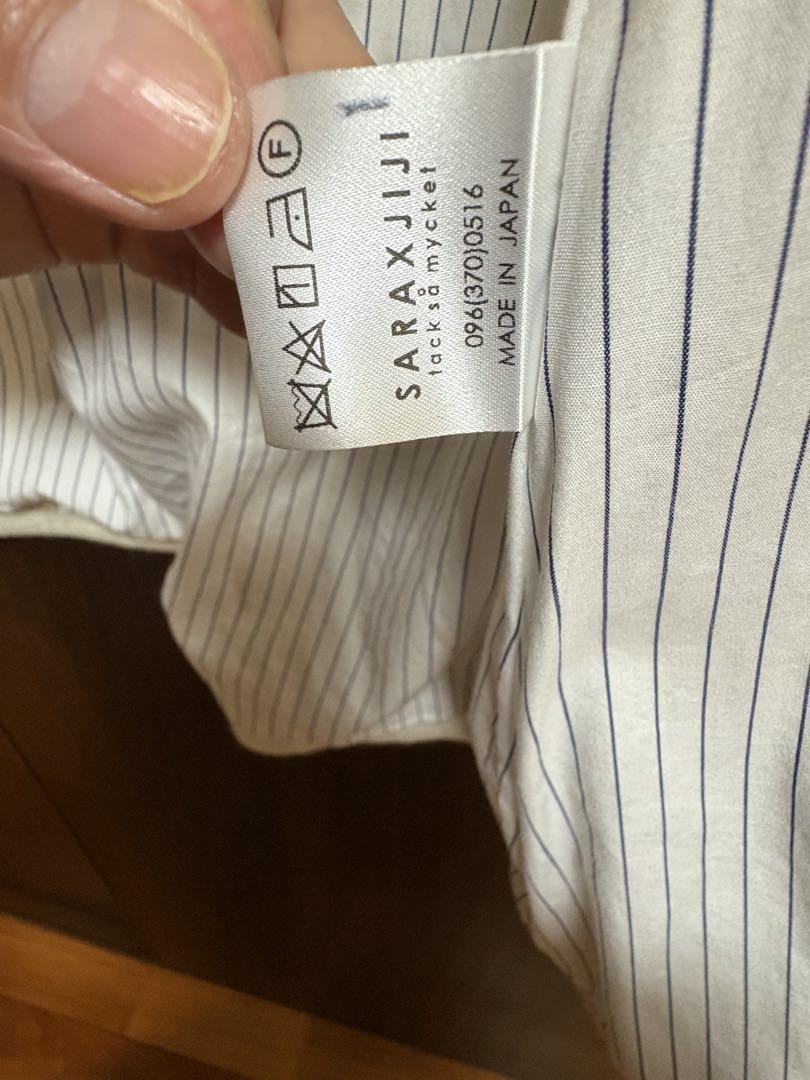 SARAXJIJI
tack så mycket
096(370)0516
MADE IN JAPAN
F